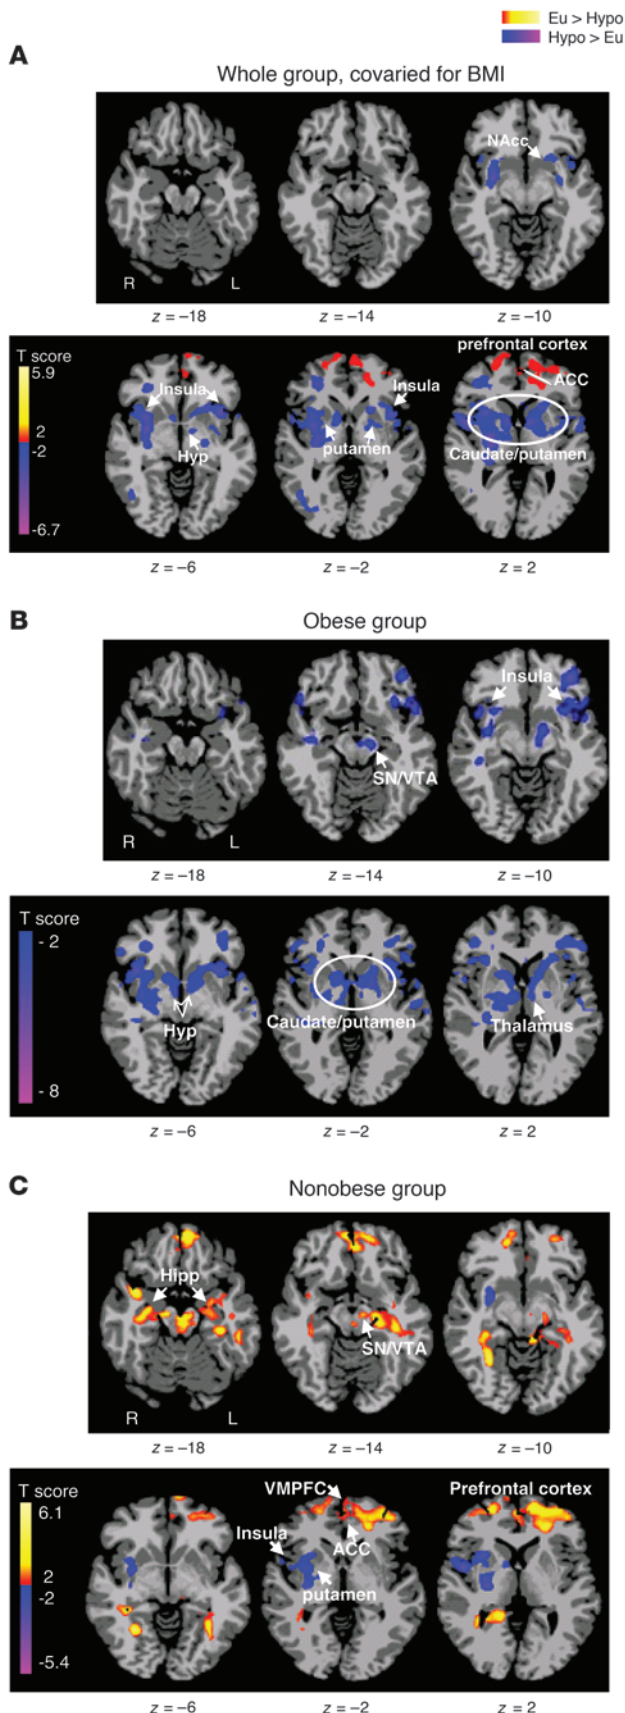 Eu > Hypo
Hypo > Eu
A
Whole group, covaried for BMI
NAcc
R L
z = –18 z = –14 z = –10
T score
5.9
2
-2
-6.7
Insula
Hyp
Insula
putamen
prefrontal cortex
ACC
Caudate/putamen
z = –6 z = –2 z = 2
B
Obese group
Insula
SN/VTA
R L
z = –18 z = –14 z = –10
T score
- 2
- 8
Hyp
Caudate/putamen
Thalamus
z = –6 z = –2 z = 2
C
Nonobese group
Hipp
SN/VTA
R L
z = –18 z = –14 z = –10
T score
6.1
2
-2
-5.4
VMPFC
Insula
ACC
putamen
Prefrontal cortex
z = –6 z = –2 z = 2